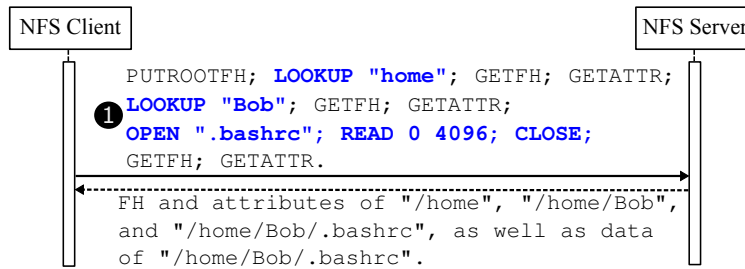 NFS Client
NFS Server
PUTROOTFH; LOOKUP "home"; GETFH; GETATTR;
❶ LOOKUP "Bob"; GETFH; GETATTR;
OPEN ".bashrc"; READ 0 4096; CLOSE;
GETFH; GETATTR.
FH and attributes of "/home", "/home/Bob",
and "/home/Bob/.bashrc", as well as data
of "/home/Bob/.bashrc".